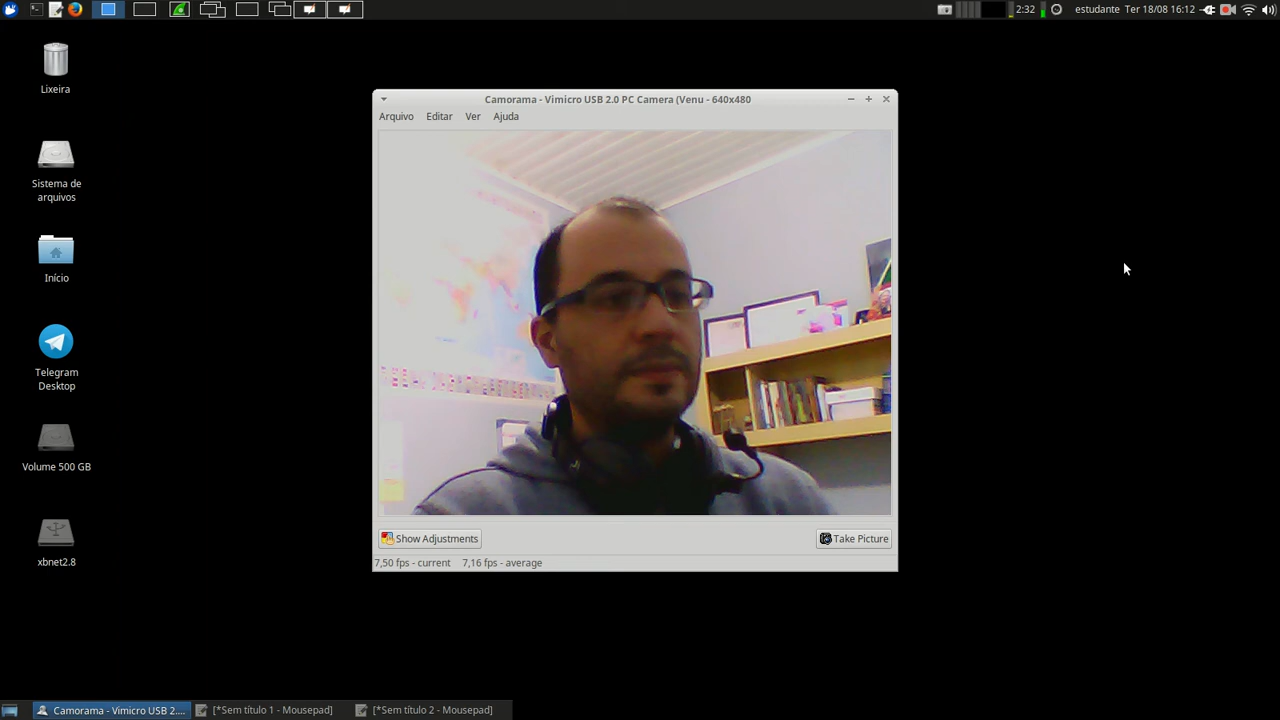 2:32
estudante Ter 18/08 16:12
Lixeira
Sistema de
arquivos
Início
Telegram
Desktop
Volume 500 GB
xbnet2.8
Camorama - Vimicro USB 2.0 PC Camera (Venu - 640x480
Arquivo Editar Ver Ajuda
Show Adjustments Take Picture
7,50 fps - current 7,16 fps - average
Camorama - Vimicro USB 2.... [*Sem título 1 - Mousepad] [*Sem título 2 - Mousepad]